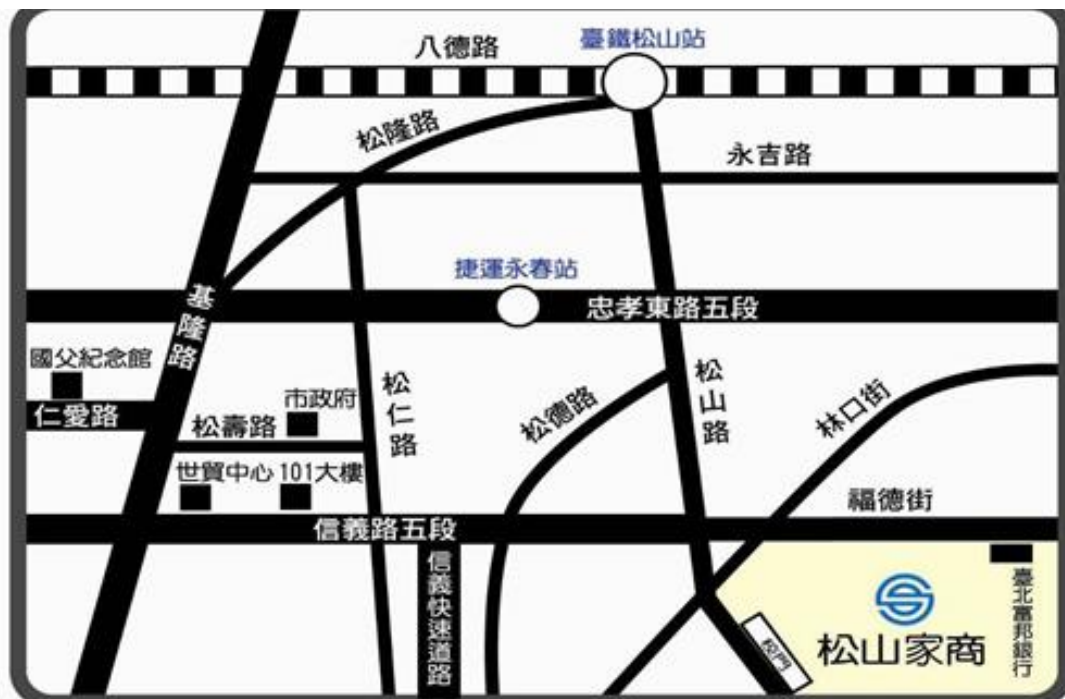 八德路
臺鐵松山站
松隆路
永吉路
捷運永春站
基隆路
忠孝東路五段
國父紀念館
仁愛路
松壽路
市政府
松仁路
松德路
松山路
林口街
世貿中心
101大樓
福德街
信義路五段
信義快速道路
校門
松山家商
臺北富邦銀行